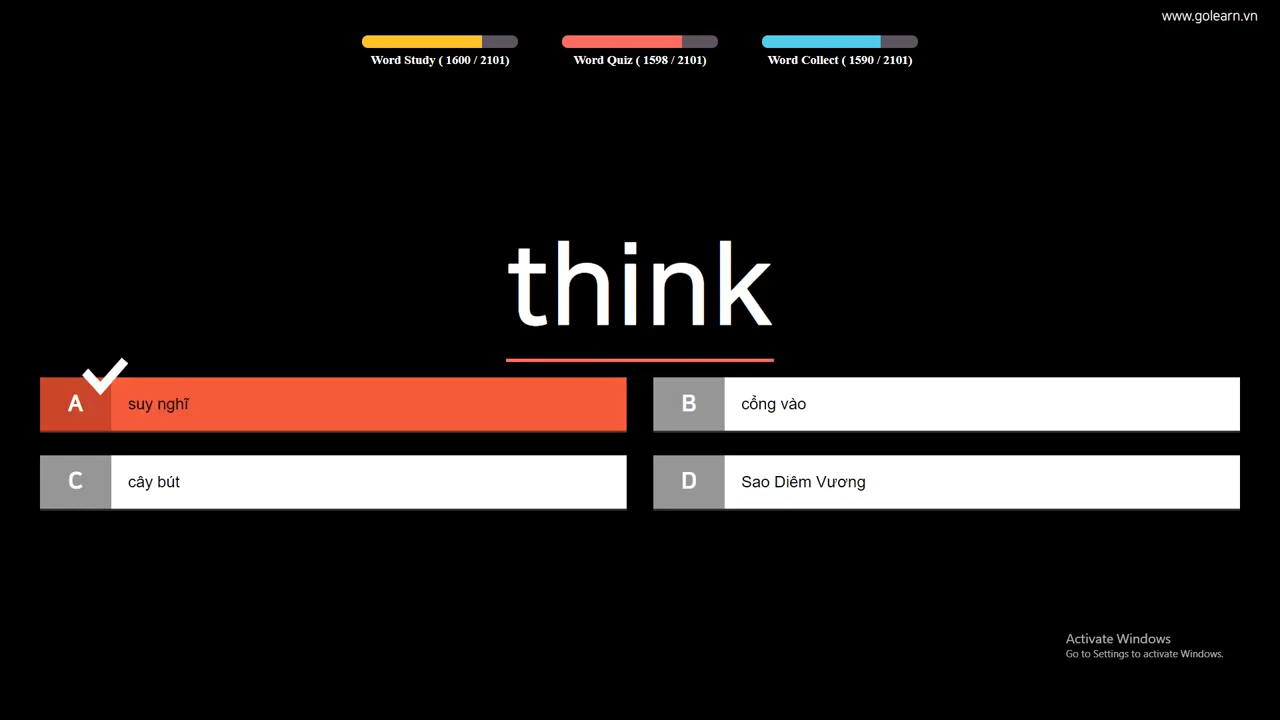 www.golearn.vn
Word Study ( 1600 / 2101)
Word Quiz ( 1598 / 2101)
Word Collect ( 1590 / 2101)
think
A suy nghĩ
B cổng vào
C cây bút
D Sao Diêm Vương
Activate Windows
Go to Settings to activate Windows.